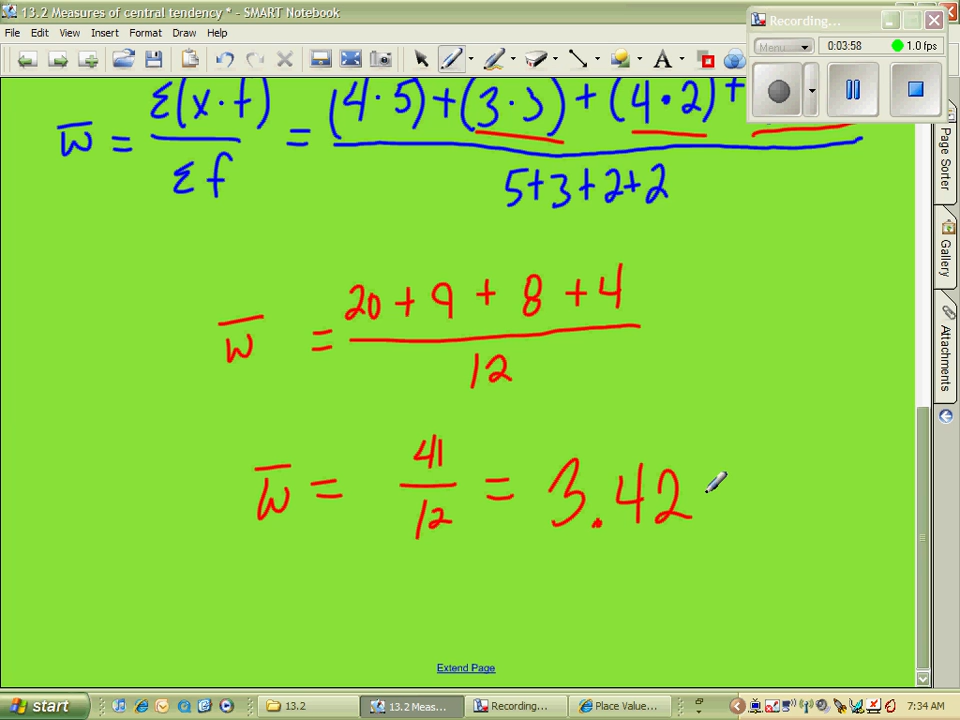 13.2 Measures of central tendency * - SMART Notebook
File Edit View Insert Format Draw Help
Recording...
Menu 0:03:58 1.0 fps
w̅ = Σ(x·f) / Σf = (4·5)+(3·3)+(4·2)+ / 5+3+2+2
w̅ = 20+9+8+4 / 12
w̅ = 41/12 = 3.42
Page Sorter
Gallery
Attachments
Extend Page
start 13.2 13.2 Meas... Recording... Place Value... 7:34 AM